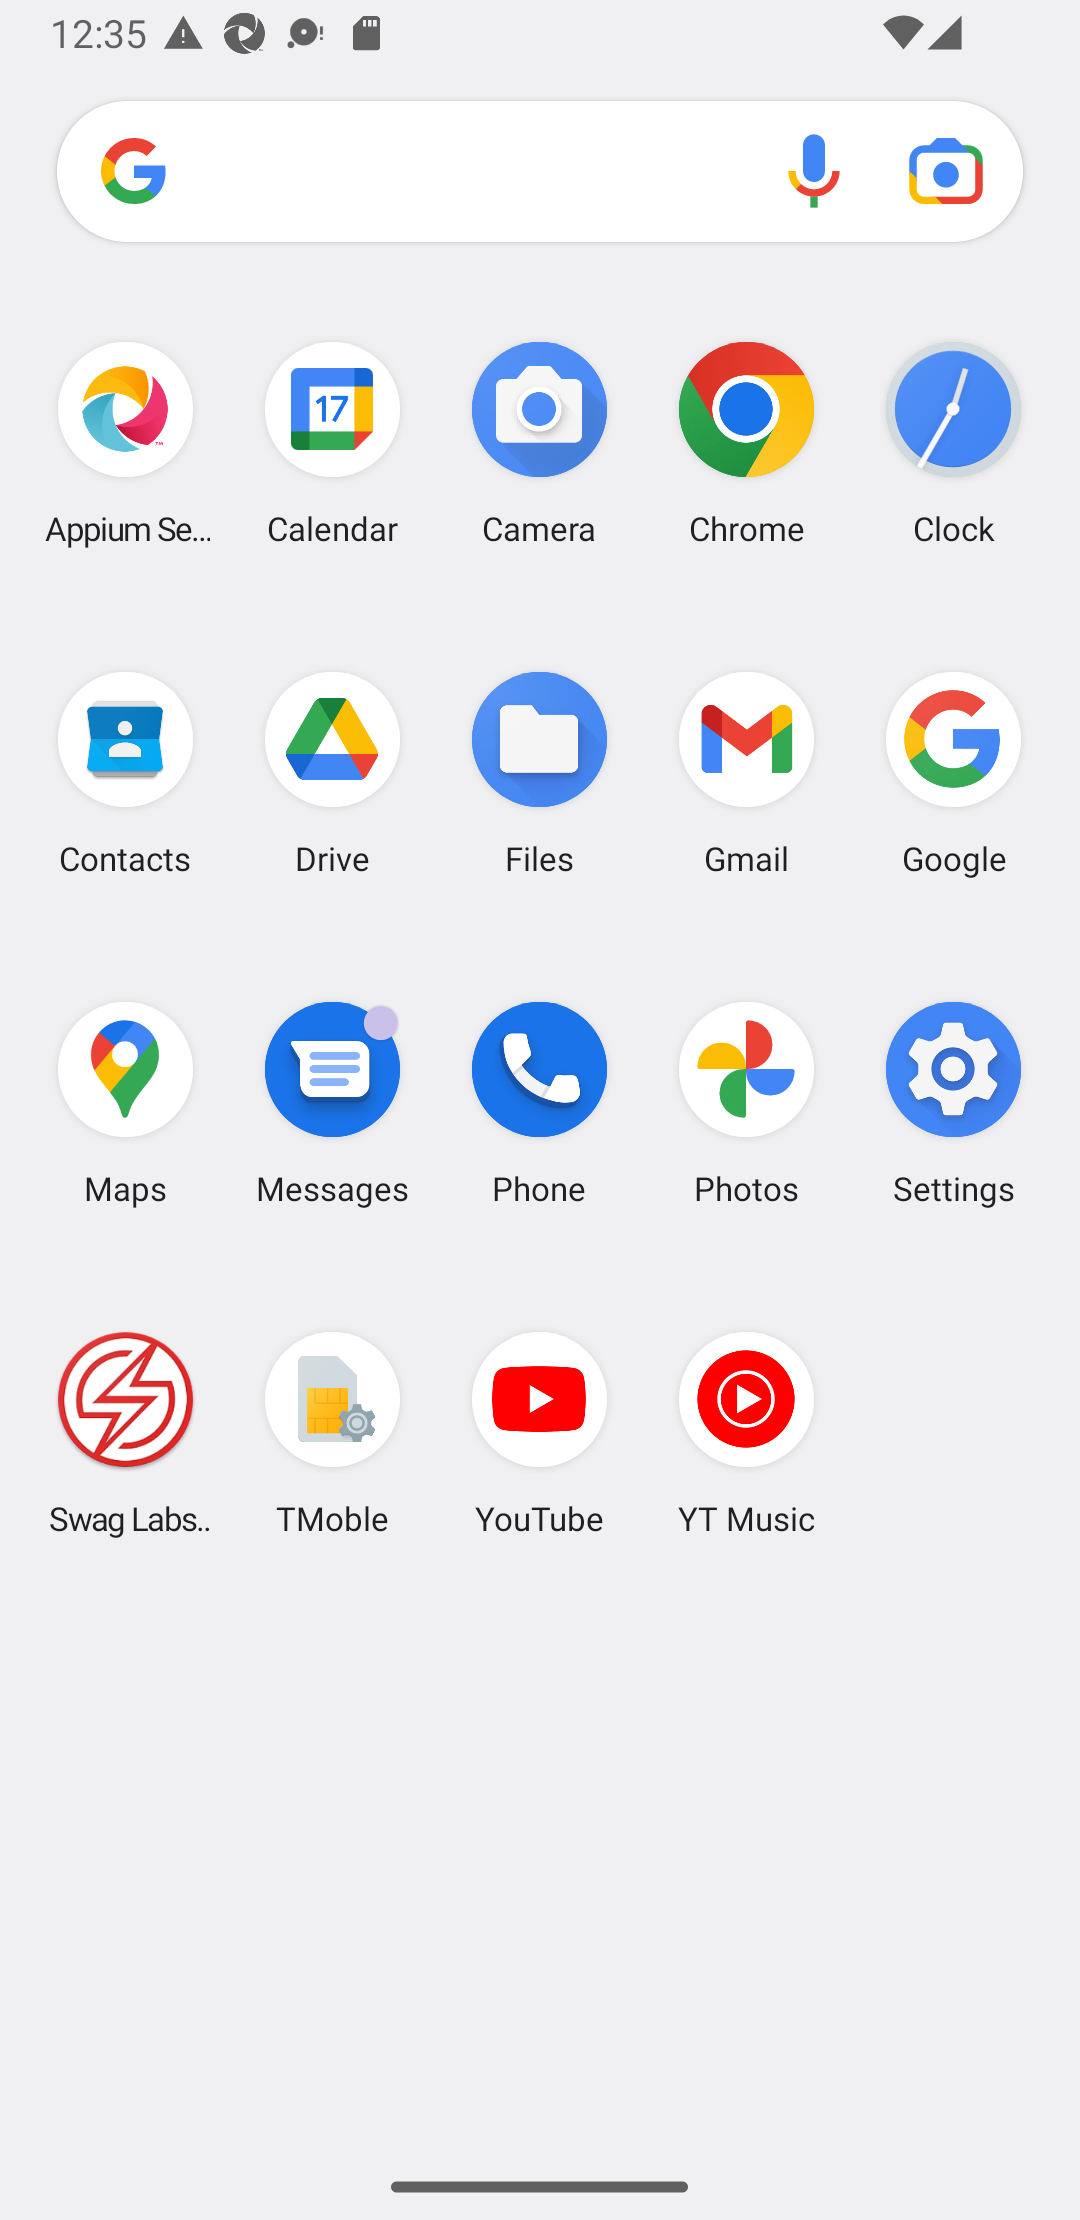 12:35
Appium Se...
Calendar
Camera
Chrome
Clock
Contacts
Drive
Files
Gmail
Google
Maps
Messages
Phone
Photos
Settings
Swag Labs..
TMoble
YouTube
YT Music
17